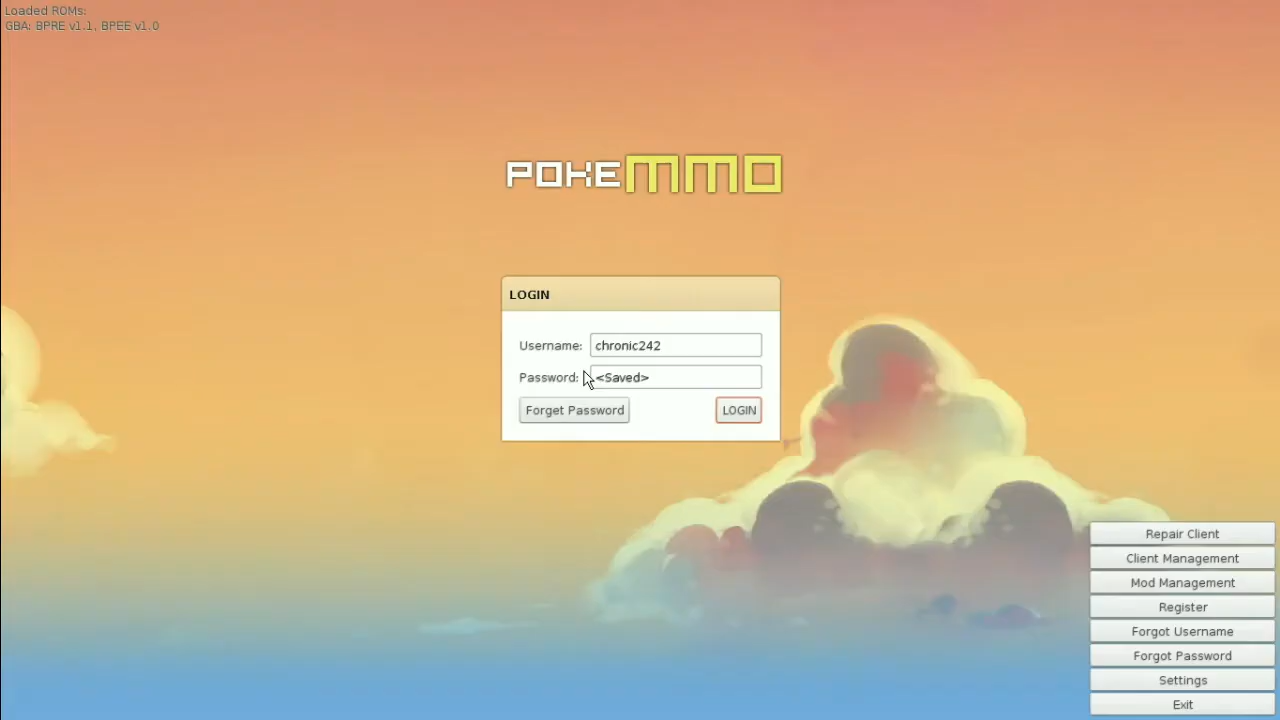 Loaded ROMs:
GBA: BPRE v1.1, BPEE v1.0
POKEMMO
LOGIN
Username: chronic242
Password: <Saved>
Forget Password LOGIN
Repair Client
Client Management
Mod Management
Register
Forgot Username
Forgot Password
Settings
Exit